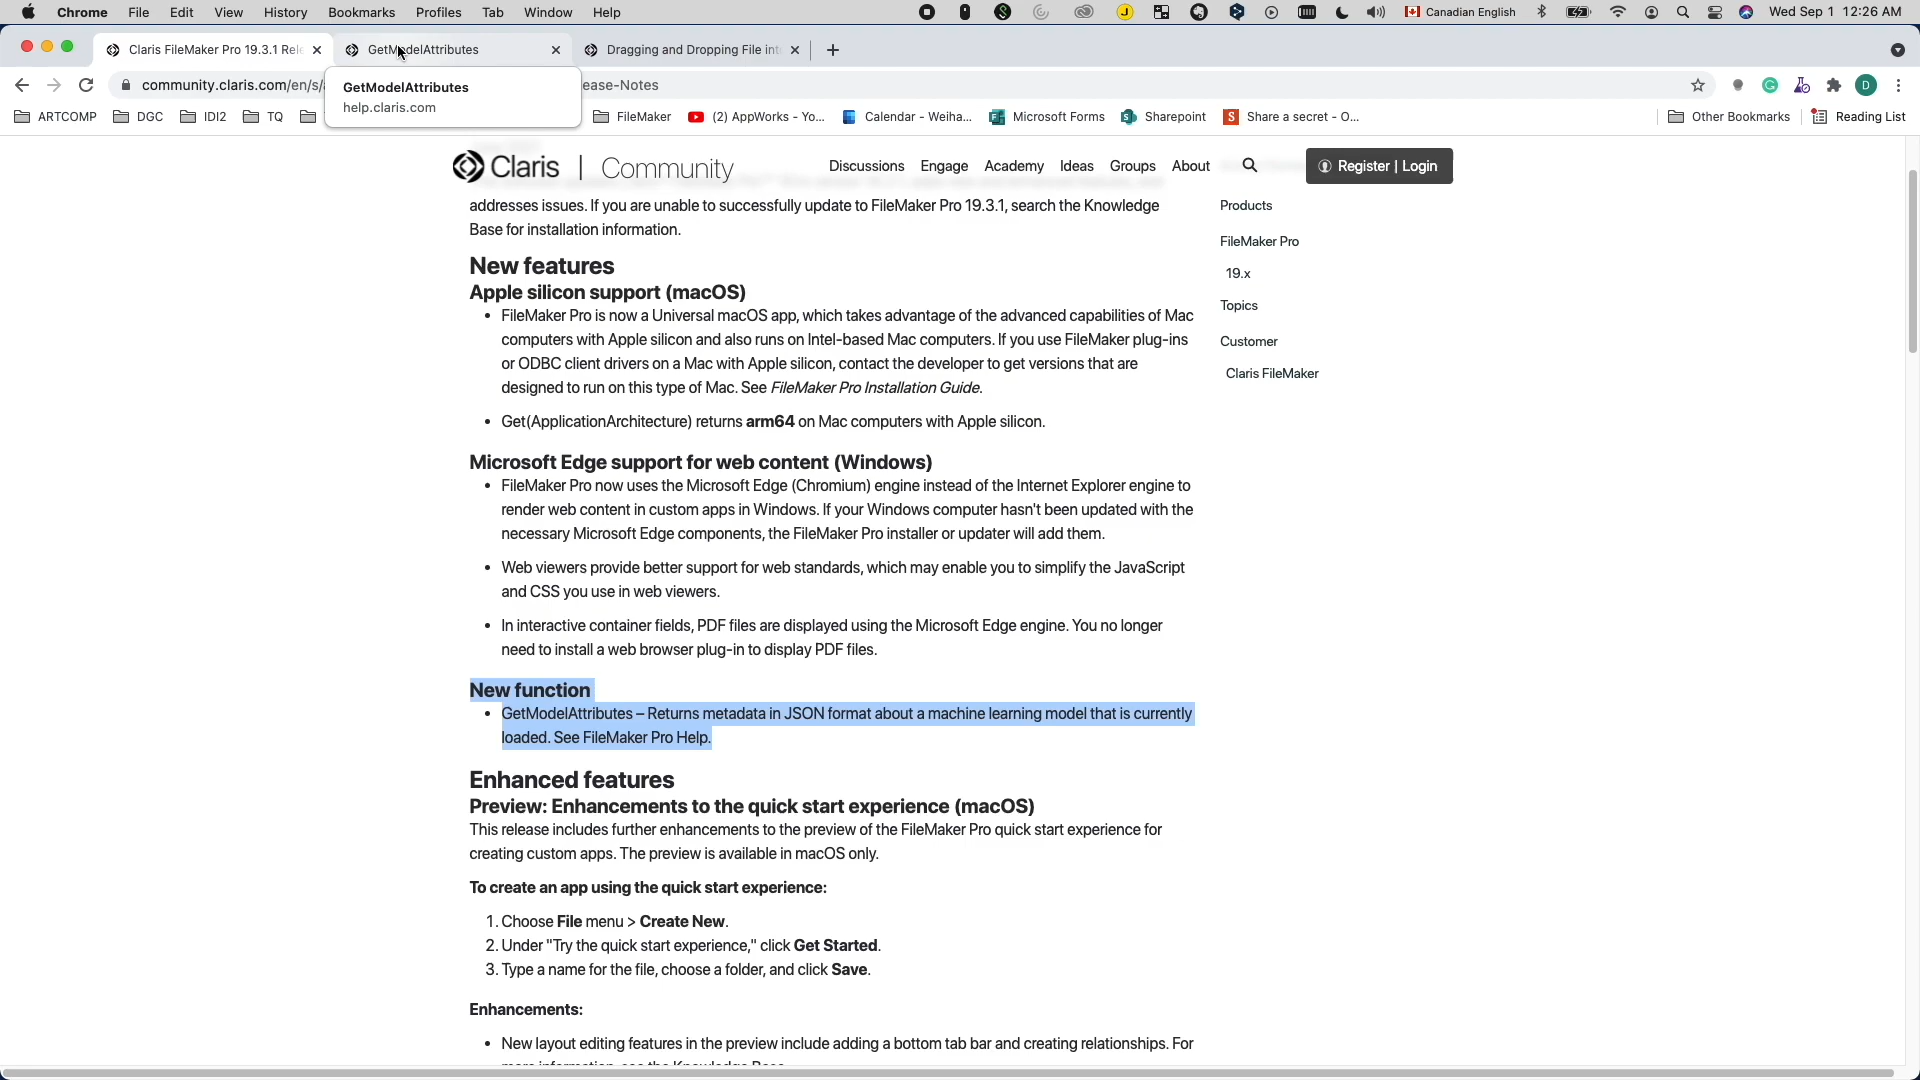 Chrome File Edit View History Bookmarks Profiles Tab Window Help Canadian English Wed Sep 1 12:26 AM
Claris FileMaker Pro 19.3.1 Rele GetModelAttributes Dragging and Dropping File int
community.claris.com/en/s/ ease-Notes
GetModelAttributes
help.claris.com
ARTCOMP DGC IDI2 TQ FileMaker (2) AppWorks - Yo... Calendar - Weiha... Microsoft Forms Sharepoint Share a secret - O... Other Bookmarks Reading List
Claris | Community Discussions Engage Academy Ideas Groups About Register | Login
addresses issues. If you are unable to successfully update to FileMaker Pro 19.3.1, search the Knowledge
Base for installation information.
New features
Apple silicon support (macOS)
• FileMaker Pro is now a Universal macOS app, which takes advantage of the advanced capabilities of Mac
computers with Apple silicon and also runs on Intel-based Mac computers. If you use FileMaker plug-ins
or ODBC client drivers on a Mac with Apple silicon, contact the developer to get versions that are
designed to run on this type of Mac. See FileMaker Pro Installation Guide.
• Get(ApplicationArchitecture) returns arm64 on Mac computers with Apple silicon.
Microsoft Edge support for web content (Windows)
• FileMaker Pro now uses the Microsoft Edge (Chromium) engine instead of the Internet Explorer engine to
render web content in custom apps in Windows. If your Windows computer hasn't been updated with the
necessary Microsoft Edge components, the FileMaker Pro installer or updater will add them.
• Web viewers provide better support for web standards, which may enable you to simplify the JavaScript
and CSS you use in web viewers.
• In interactive container fields, PDF files are displayed using the Microsoft Edge engine. You no longer
need to install a web browser plug-in to display PDF files.
New function
• GetModelAttributes – Returns metadata in JSON format about a machine learning model that is currently
loaded. See FileMaker Pro Help.
Enhanced features
Preview: Enhancements to the quick start experience (macOS)
This release includes further enhancements to the preview of the FileMaker Pro quick start experience for
creating custom apps. The preview is available in macOS only.
To create an app using the quick start experience:
1. Choose File menu > Create New.
2. Under "Try the quick start experience," click Get Started.
3. Type a name for the file, choose a folder, and click Save.
Enhancements:
• New layout editing features in the preview include adding a bottom tab bar and creating relationships. For
Products
FileMaker Pro
19.x
Topics
Customer
Claris FileMaker